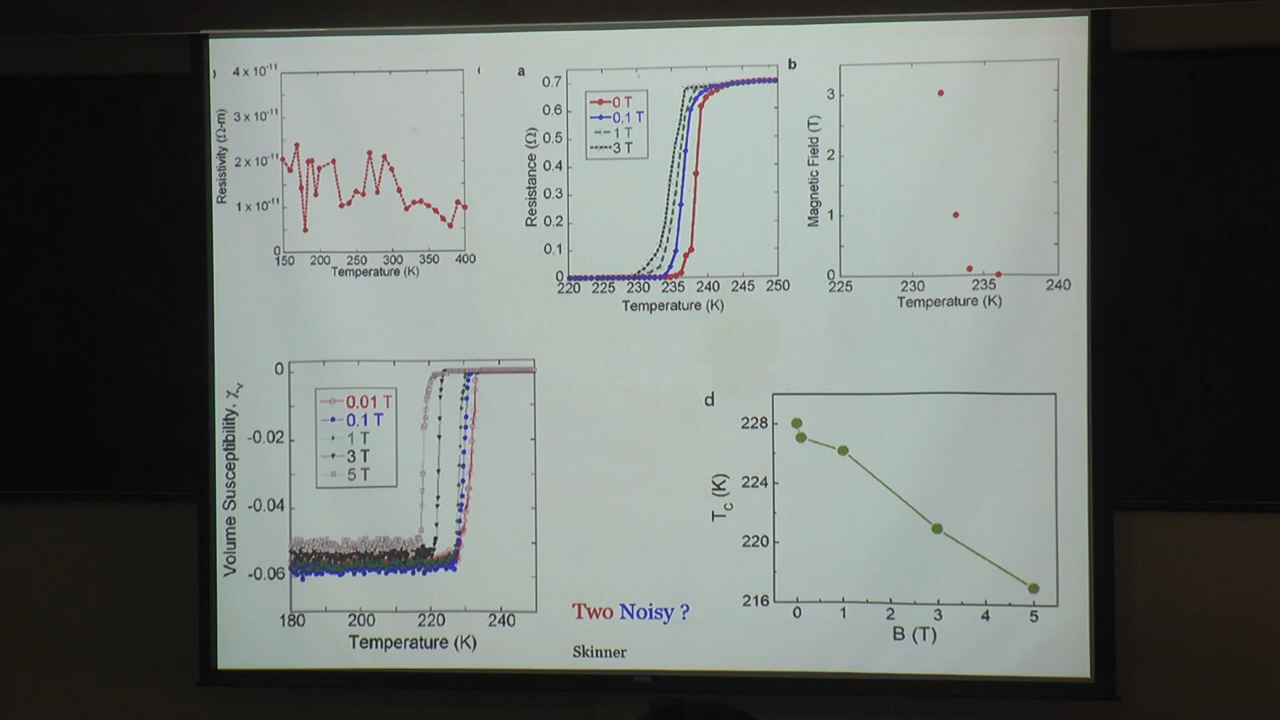 4 × 10⁻¹¹
3 × 10⁻¹¹
2 × 10⁻¹¹
1 × 10⁻¹¹
0
Resistivity (Ω-m)
150 200 250 300 350 400
Temperature (K)
a
0.7
0.6
0.5
0.4
0.3
0.2
0.1
0
Resistance (Ω)
0 T
0.1 T
1 T
3 T
220 225 230 235 240 245 250
Temperature (K)
b
3
2
1
0
Magnetic Field (T)
225 230 235 240
Temperature (K)
0
-0.02
-0.04
-0.06
Volume Susceptibility, χᵥ
0.01 T
0.1 T
1 T
3 T
5 T
180 200 220 240
Temperature (K)
Two Noisy ?
Skinner
d
228
224
220
216
T_C (K)
0 1 2 3 4 5
B (T)